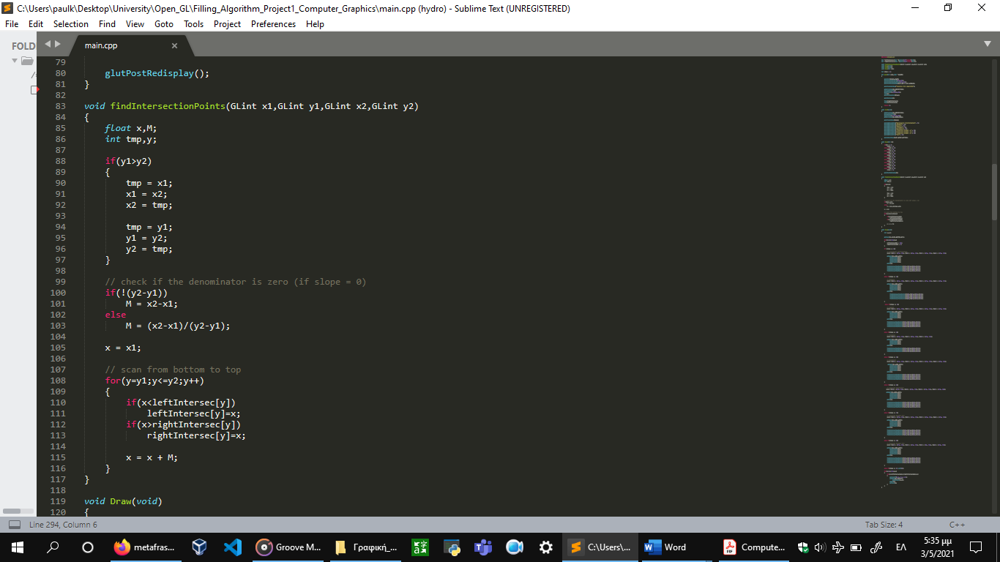 C:\Users\paulk\Desktop\University\Open_GL\Filling_Algorithm_Project1_Computer_Graphics\main.cpp (hydro) - Sublime Text (UNREGISTERED)
File Edit Selection Find View Goto Tools Project Preferences Help
FOLD
main.cpp
79
80 glutPostRedisplay();
81 }
82
83 void findIntersectionPoints(GLint x1,GLint y1,GLint x2,GLint y2)
84 {
85 float x,M;
86 int tmp,y;
87
88 if(y1>y2)
89 {
90 tmp = x1;
91 x1 = x2;
92 x2 = tmp;
93
94 tmp = y1;
95 y1 = y2;
96 y2 = tmp;
97 }
98
99 // check if the denominator is zero (if slope = 0)
100 if(!(y2-y1))
101 M = x2-x1;
102 else
103 M = (x2-x1)/(y2-y1);
104
105 x = x1;
106
107 // scan from bottom to top
108 for(y=y1;y<=y2;y++)
109 {
110 if(x<leftIntersec[y])
111 leftIntersec[y]=x;
112 if(x>rightIntersec[y])
113 rightIntersec[y]=x;
114
115 x = x + M;
116 }
117 }
118
119 void Draw(void)
120 {
Line 294, Column 6 Tab Size: 4 C++
metafras... Groove M... Γραφική_... C:\Users\... Word Compute... ΕΛ 5:35 μμ
3/5/2021